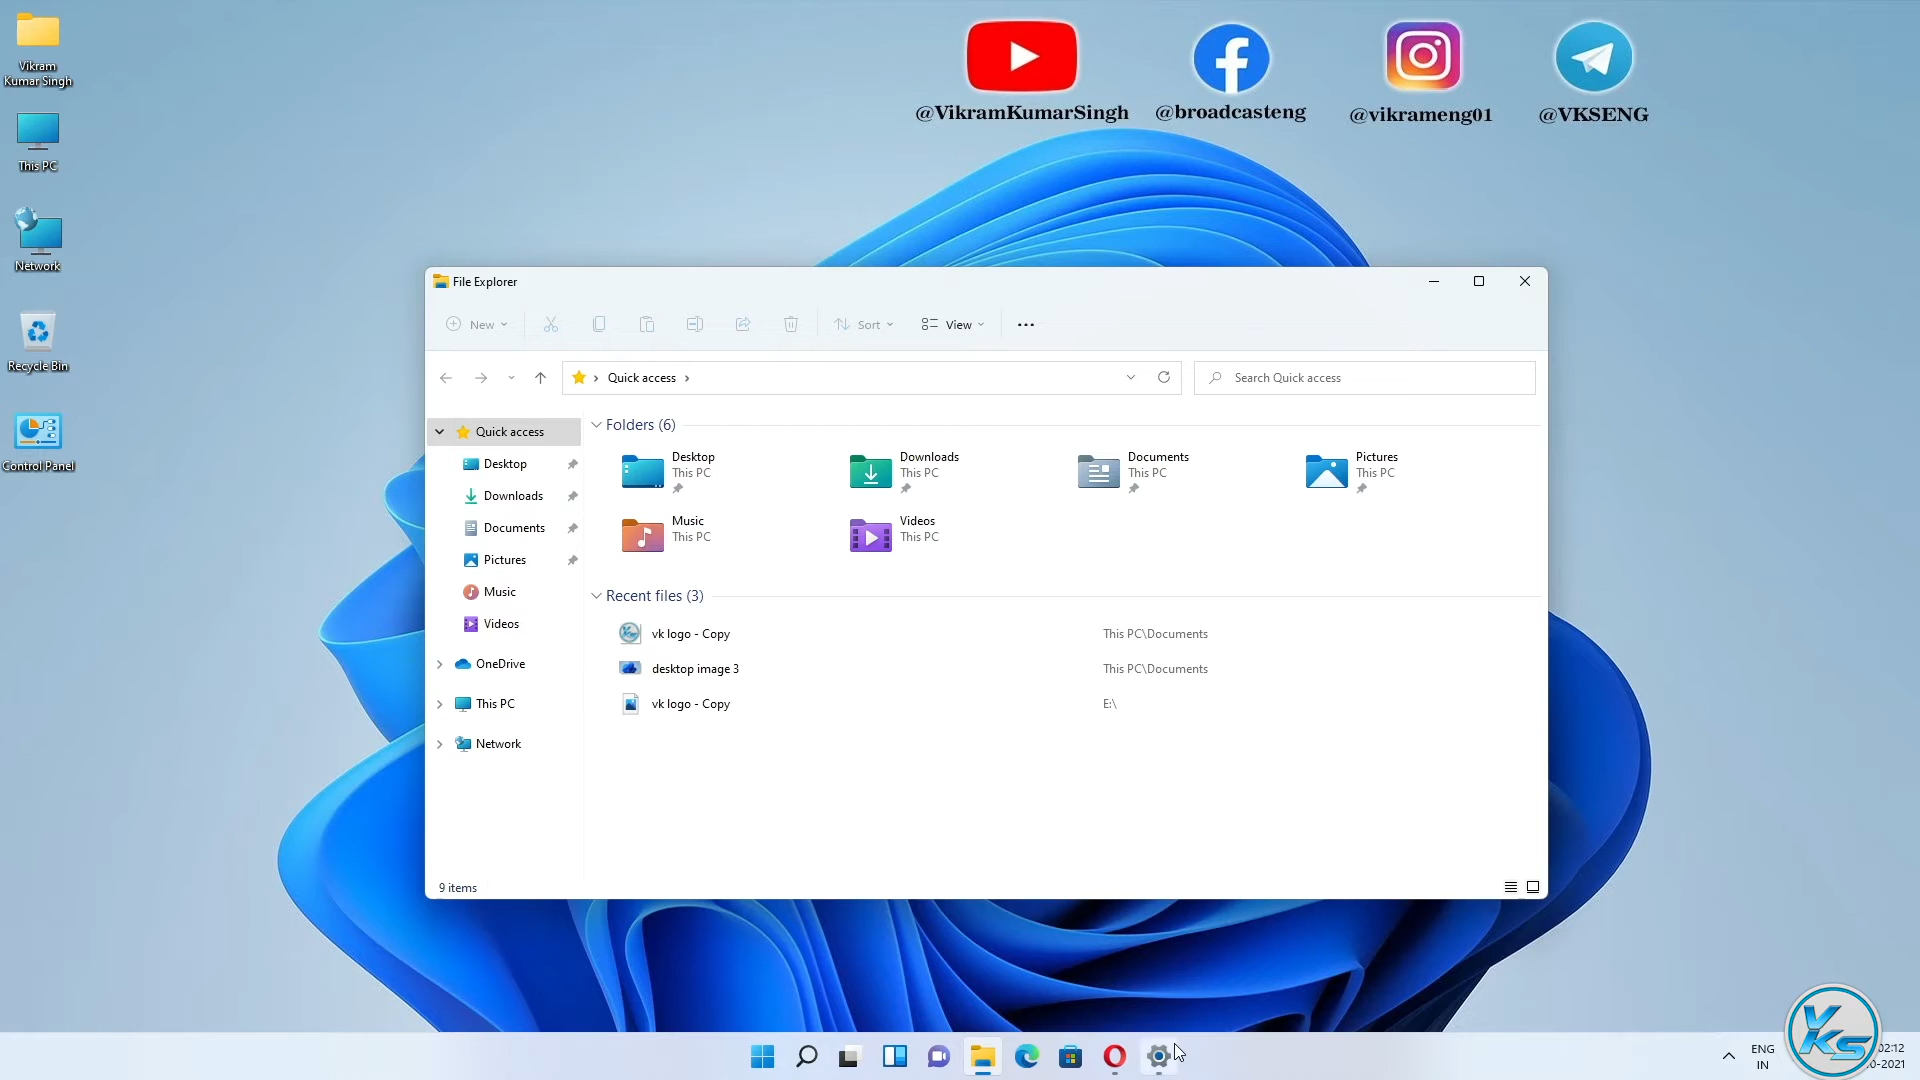 Vikram
Kumar Singh
This PC
Network
Recycle Bin
Control Panel
@VikramKumarSingh
@broadcasteng
@vikrameng01
@VKSENG
File Explorer
New
Sort
View
Quick access
Search Quick access
Quick access
Desktop
Downloads
Documents
Pictures
Music
Videos
OneDrive
This PC
Network
Folders (6)
Desktop
This PC
Downloads
This PC
Documents
This PC
Pictures
This PC
Music
This PC
Videos
This PC
Recent files (3)
vk logo - Copy
This PC\Documents
desktop image 3
This PC\Documents
vk logo - Copy
E:\
9 items
ENG
IN
VKS
02:12
-2021